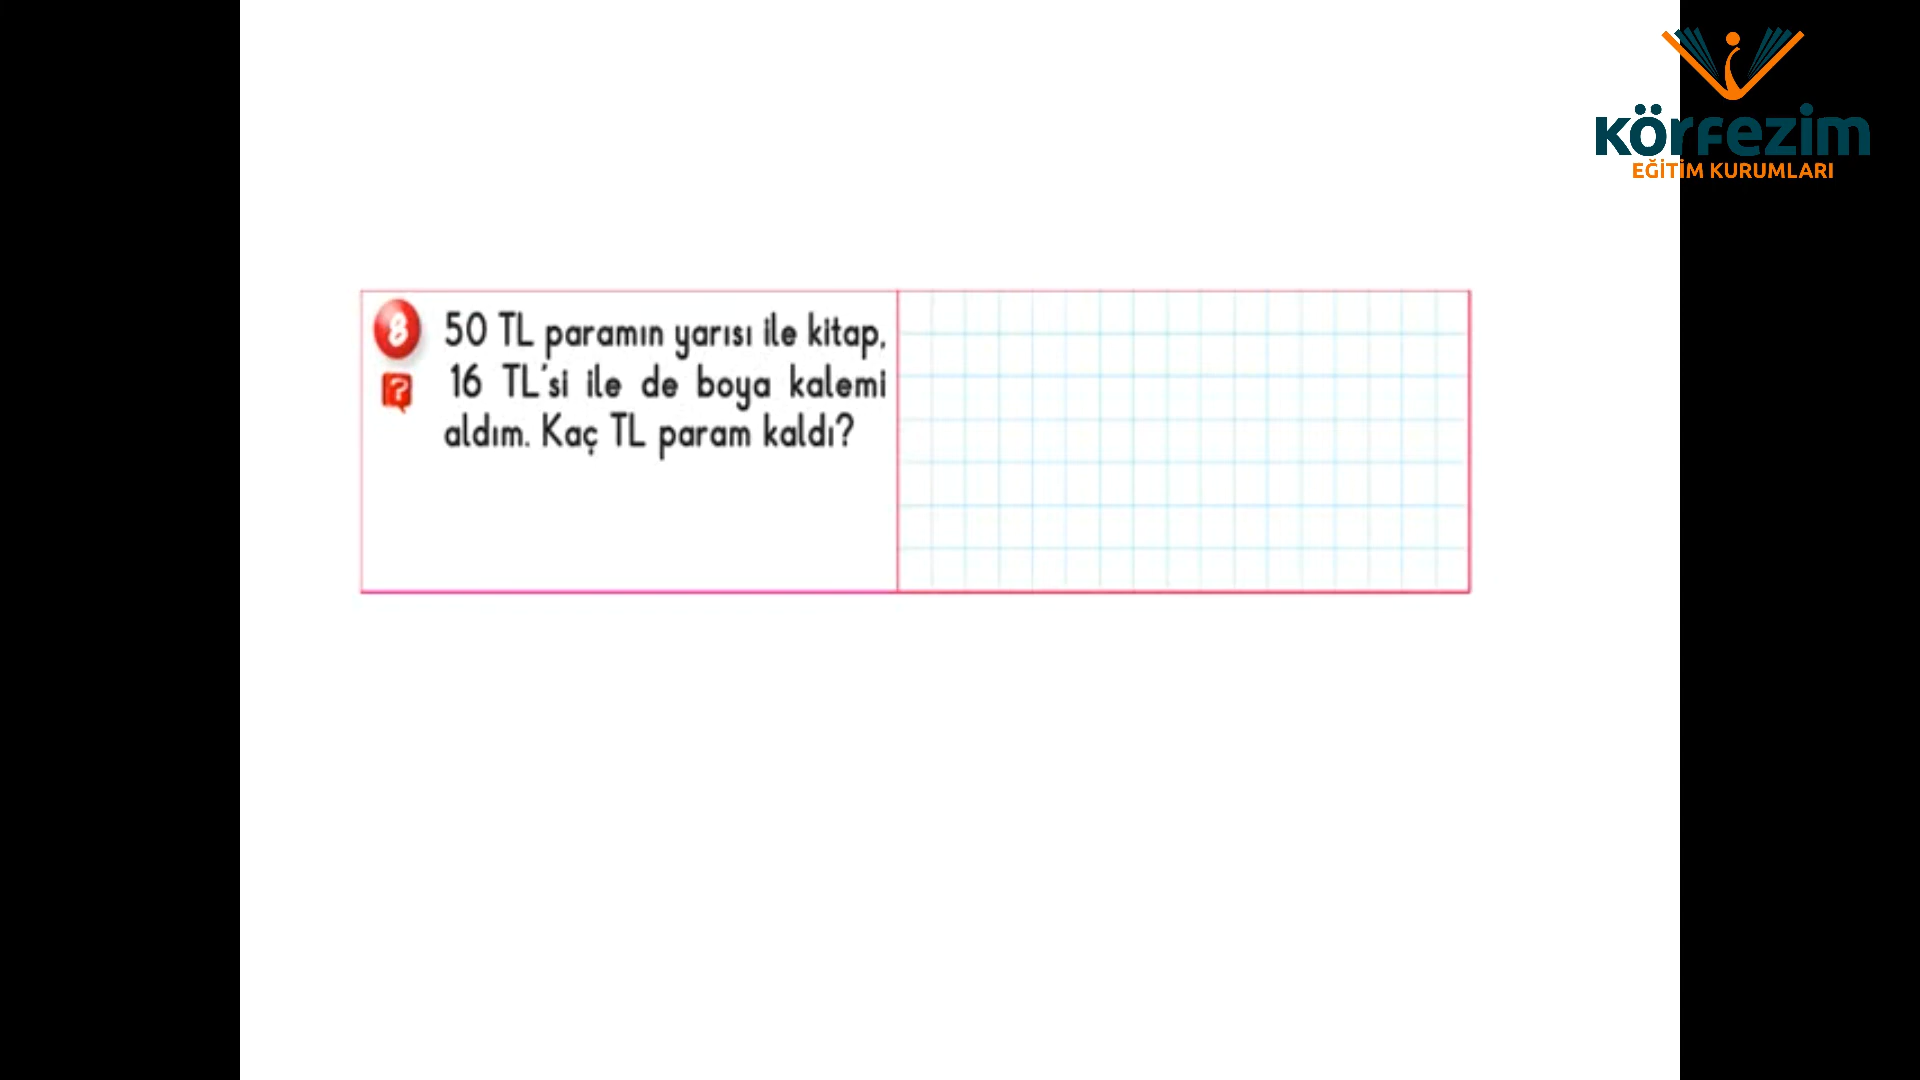 körfezim
EĞİTİM KURUMLARI
8 50 TL paramın yarısı ile kitap,
? 16 TL'si ile de boya kalemi
aldım. Kaç TL param kaldı?